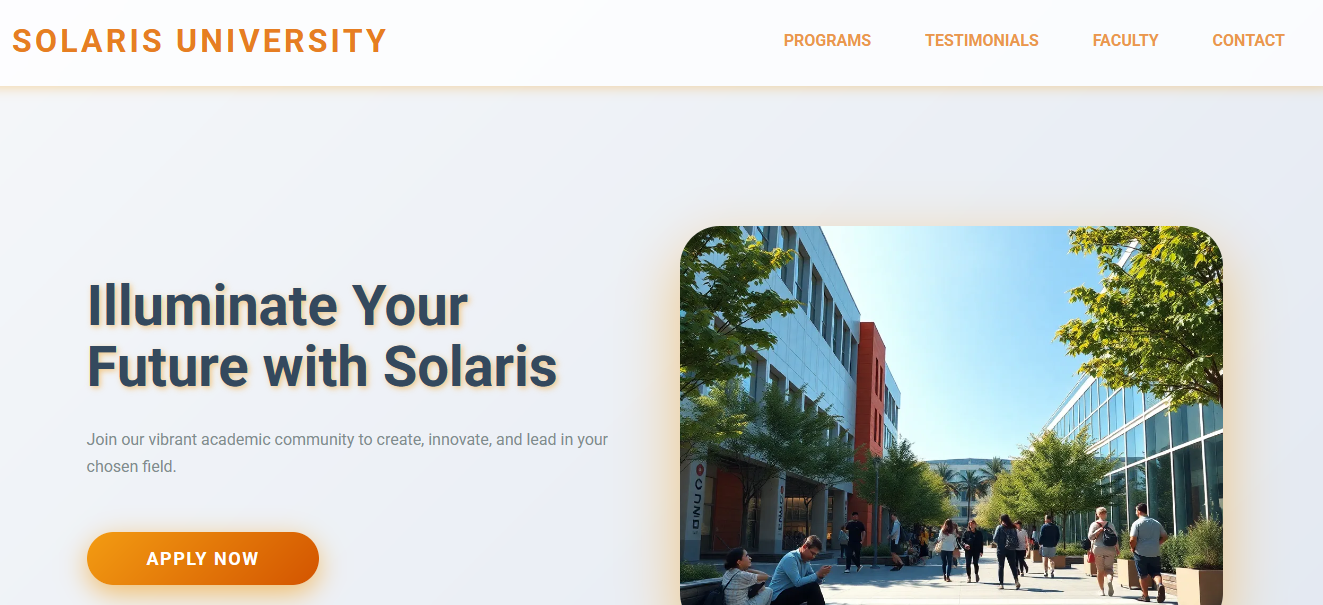 SOLARIS UNIVERSITY
PROGRAMS TESTIMONIALS FACULTY CONTACT
Illuminate Your
Future with Solaris
Join our vibrant academic community to create, innovate, and lead in your
chosen field.
APPLY NOW